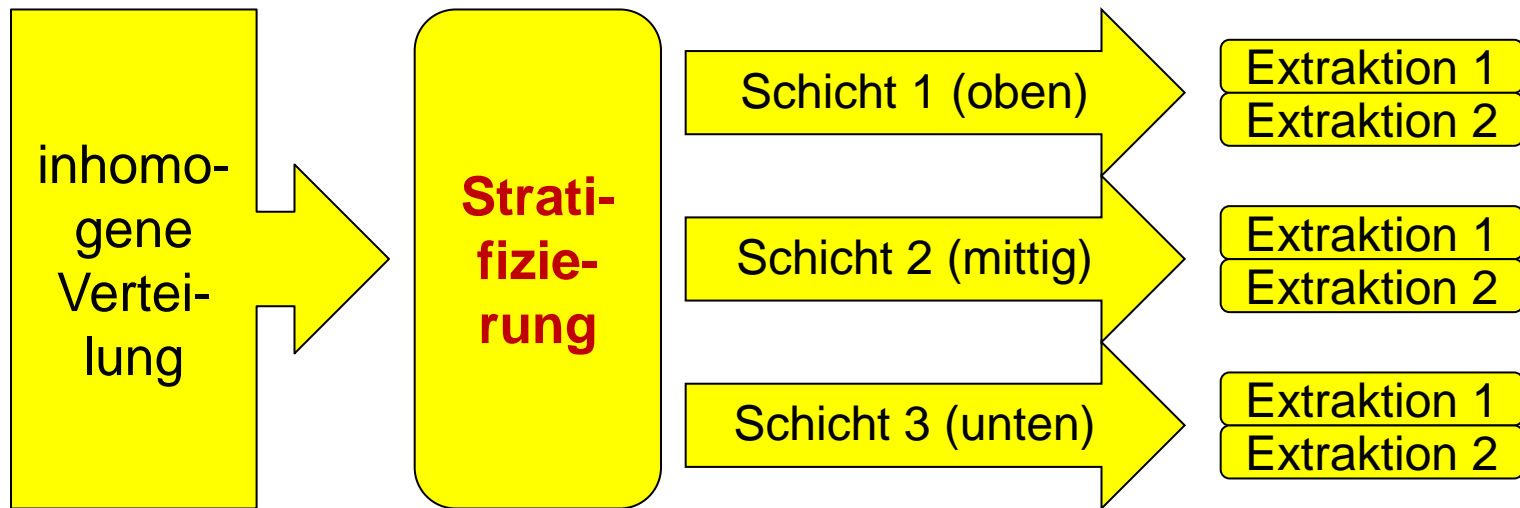 inhomo-
gene
Vertei-
lung
Strati-
fizie-
rung
Schicht 1 (oben)
Extraktion 1
Extraktion 2
Schicht 2 (mittig)
Extraktion 1
Extraktion 2
Schicht 3 (unten)
Extraktion 1
Extraktion 2